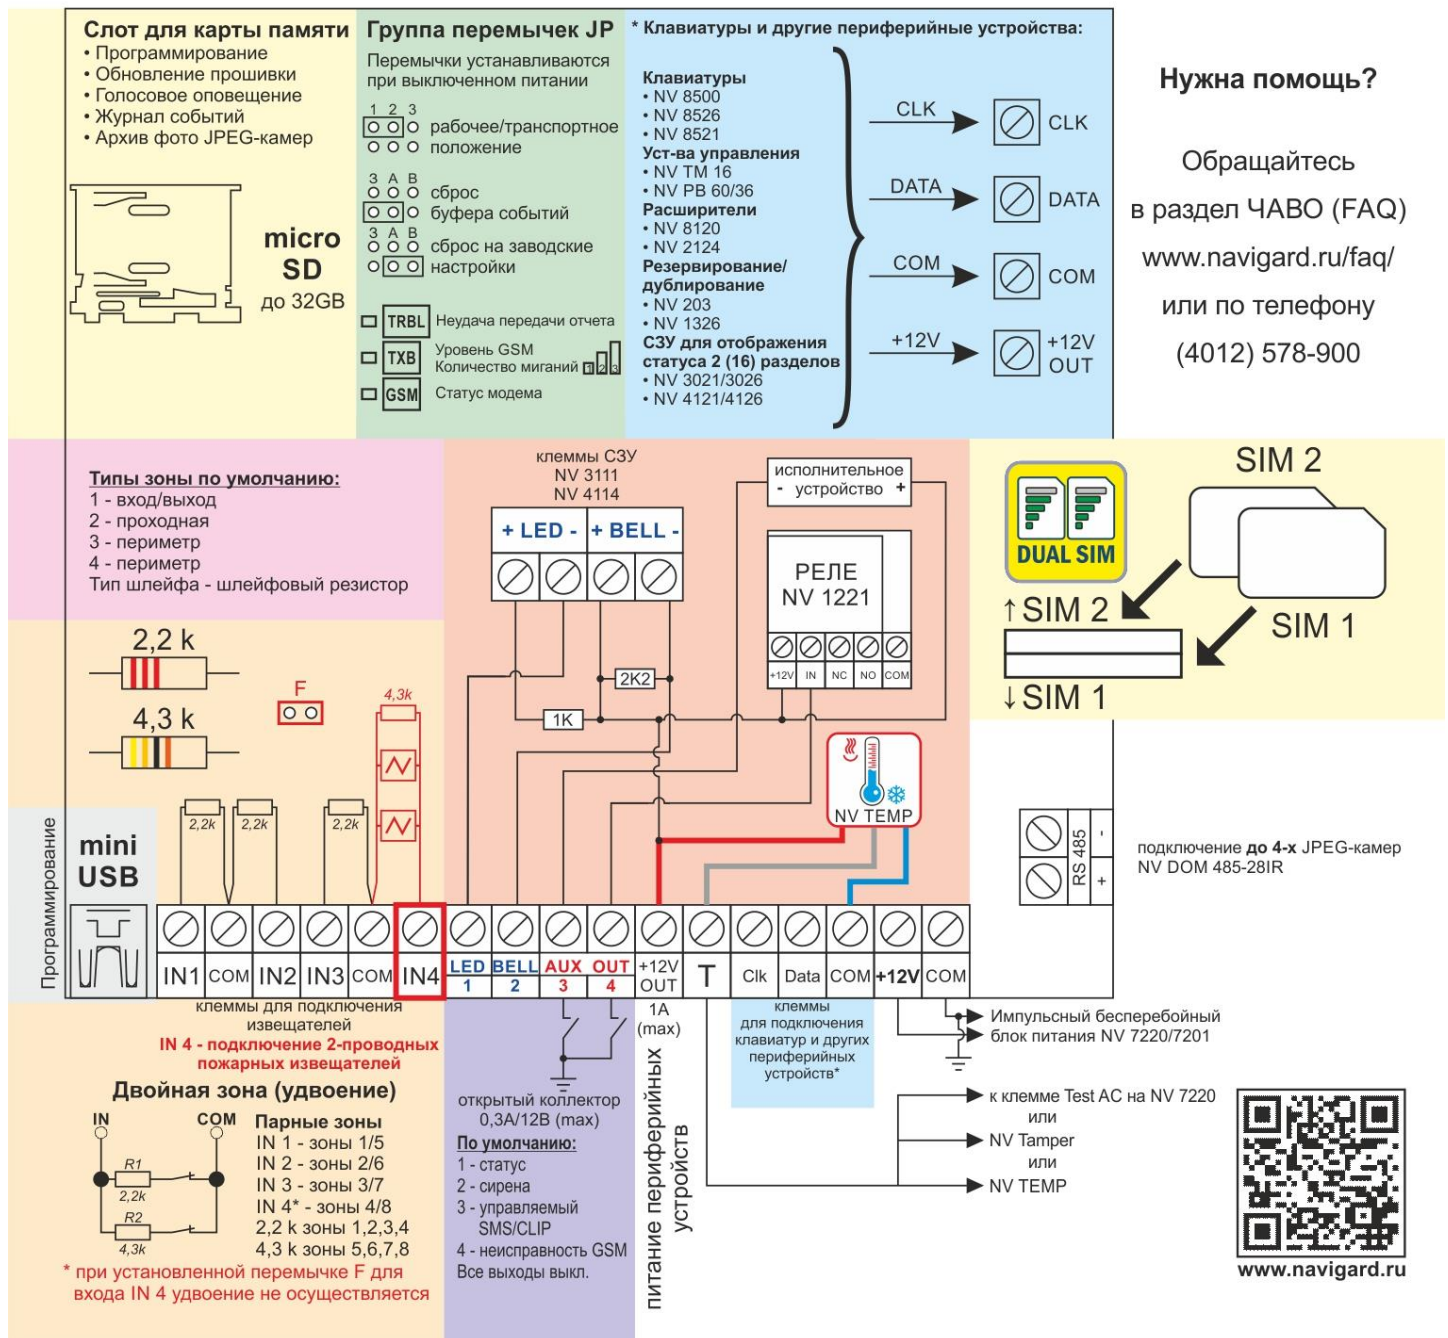 Слот для карты памяти
• Программирование
• Обновление прошивки
• Голосовое оповещение
• Журнал событий
• Архив фото JPEG-камер
micro
SD
до 32GB
Группа перемычек JP
Перемычки устанавливаются
при выключенном питании
1 2 3
рабочее/транспортное
положение
3 A B
сброс
буфера событий
3 A B
сброс на заводские
настройки
TRBL Неудача передачи отчета
TXB Уровень GSM
Количество миганий 1 2 3
GSM Статус модема
* Клавиатуры и другие периферийные устройства:
Клавиатуры
• NV 8500
• NV 8526
• NV 8521
Уст-ва управления
• NV TM 16
• NV PB 60/36
Расширители
• NV 8120
• NV 2124
Резервирование/
дублирование
• NV 203
• NV 1326
СЗУ для отображения
статуса 2 (16) разделов
• NV 3021/3026
• NV 4121/4126
CLK CLK
DATA DATA
COM COM
+12V +12V
OUT
Нужна помощь?
Обращайтесь
в раздел ЧАВО (FAQ)
www.navigard.ru/faq/
или по телефону
(4012) 578-900
Типы зоны по умолчанию:
1 - вход/выход
2 - проходная
3 - периметр
4 - периметр
Тип шлейфа - шлейфовый резистор
клеммы СЗУ
NV 3111
NV 4114
+ LED - + BELL -
исполнительное
- устройство +
РЕЛЕ
NV 1221
+12V IN NC NO COM
2K2
1K
NV TEMP
DUAL SIM
SIM 2
SIM 1
↑ SIM 2
↓ SIM 1
2,2 k
4,3 k
F
4,3k
2,2k 2,2k 2,2k
Программирование
mini
USB
RS 485
-
+
подключение до 4-х JPEG-камер
NV DOM 485-28IR
IN1 COM IN2 IN3 COM IN4 LED BELL AUX OUT +12V T Clk Data COM +12V COM
1 2 3 4 OUT
клеммы для подключения
извещателей
IN 4 - подключение 2-проводных
пожарных извещателей
Двойная зона (удвоение)
IN COM
R1
2,2k
R2
4,3k
Парные зоны
IN 1 - зоны 1/5
IN 2 - зоны 2/6
IN 3 - зоны 3/7
IN 4* - зоны 4/8
2,2 k зоны 1,2,3,4
4,3 k зоны 5,6,7,8
* при установленной перемычке F для
входа IN 4 удвоение не осуществляется
открытый коллектор
0,3А/12В (max)
По умолчанию:
1 - статус
2 - сирена
3 - управляемый
SMS/CLIP
4 - неисправность GSM
Все выходы выкл.
1A
(max)
питание периферийных
устройств
клеммы
для подключения
клавиатур и других
периферийных
устройств*
Импульсный бесперебойный
блок питания NV 7220/7201
к клемме Test AC на NV 7220
или
NV Tamper
или
NV TEMP
www.navigard.ru